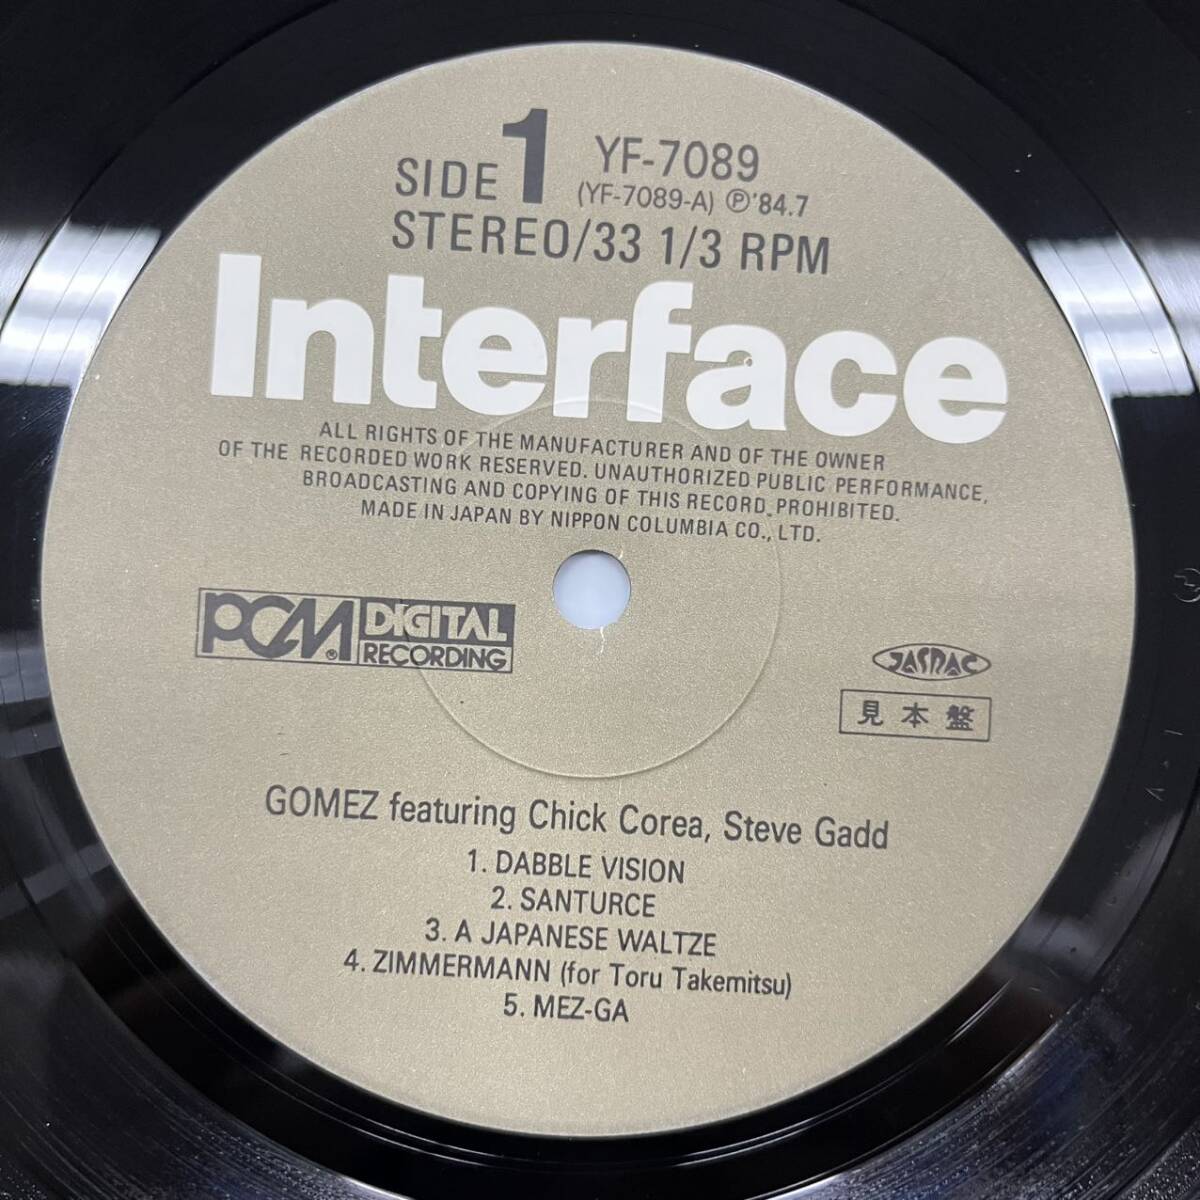 SIDE 1 YF-7089
(YF-7089-A) Ⓟ'84.7
STEREO/33 1/3 RPM
Interface
ALL RIGHTS OF THE MANUFACTURER AND OF THE OWNER
OF THE RECORDED WORK RESERVED. UNAUTHORIZED PUBLIC PERFORMANCE,
BROADCASTING AND COPYING OF THIS RECORD PROHIBITED.
MADE IN JAPAN BY NIPPON COLUMBIA CO., LTD.
PCM® DIGITAL
RECORDING
JASRAC
見本盤
GOMEZ featuring Chick Corea, Steve Gadd
1. DABBLE VISION
2. SANTURCE
3. A JAPANESE WALTZE
4. ZIMMERMANN (for Toru Takemitsu)
5. MEZ-GA